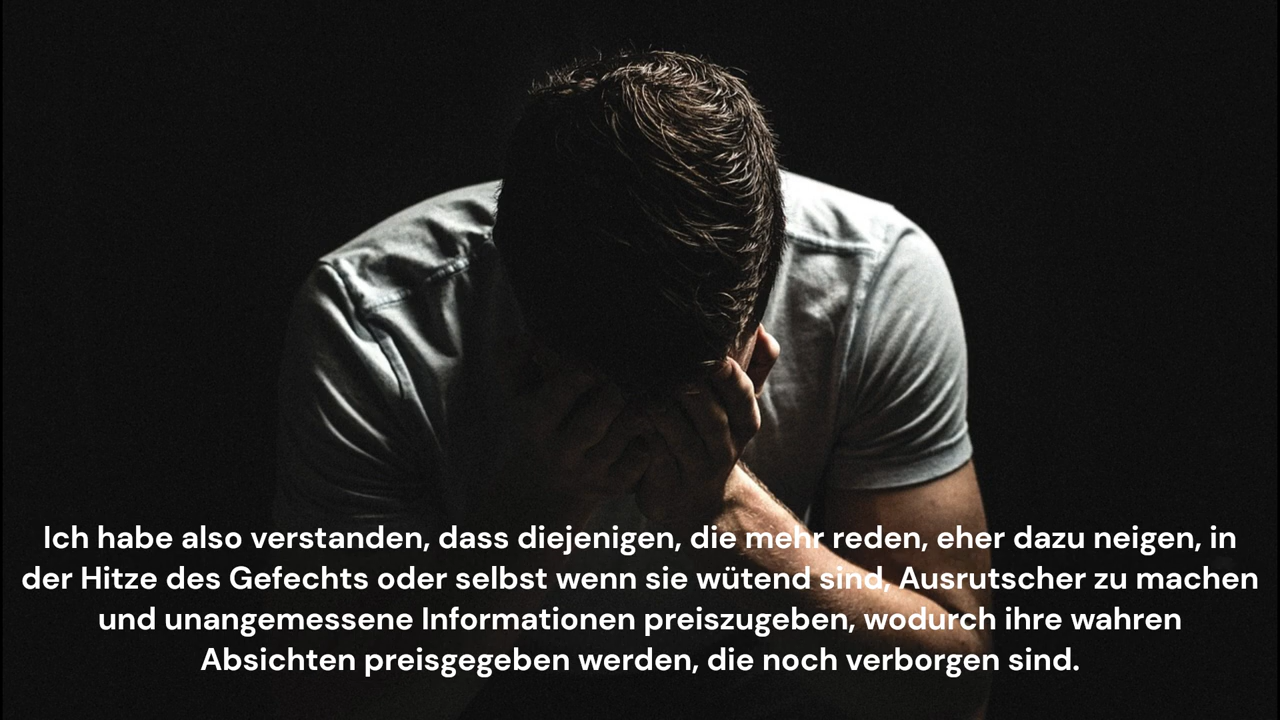 Ich habe also verstanden, dass diejenigen, die mehr reden, eher dazu neigen, in
der Hitze des Gefechts oder selbst wenn sie wütend sind, Ausrutscher zu machen
und unangemessene Informationen preiszugeben, wodurch ihre wahren
Absichten preisgegeben werden, die noch verborgen sind.